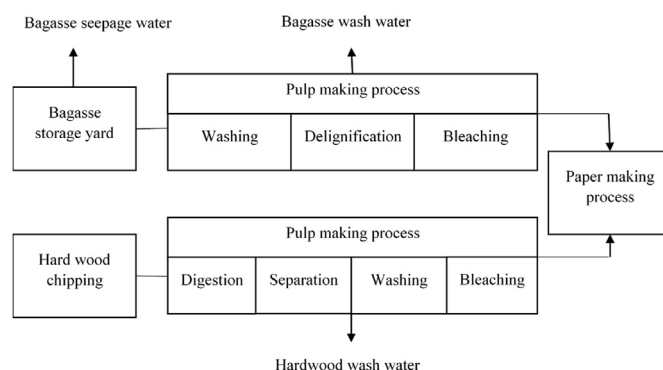 Bagasse seepage water
Bagasse wash water
Bagasse
storage yard
Pulp making process
Washing
Delignification
Bleaching
Paper making
process
Hard wood
chipping
Pulp making process
Digestion
Separation
Washing
Bleaching
Hardwood wash water